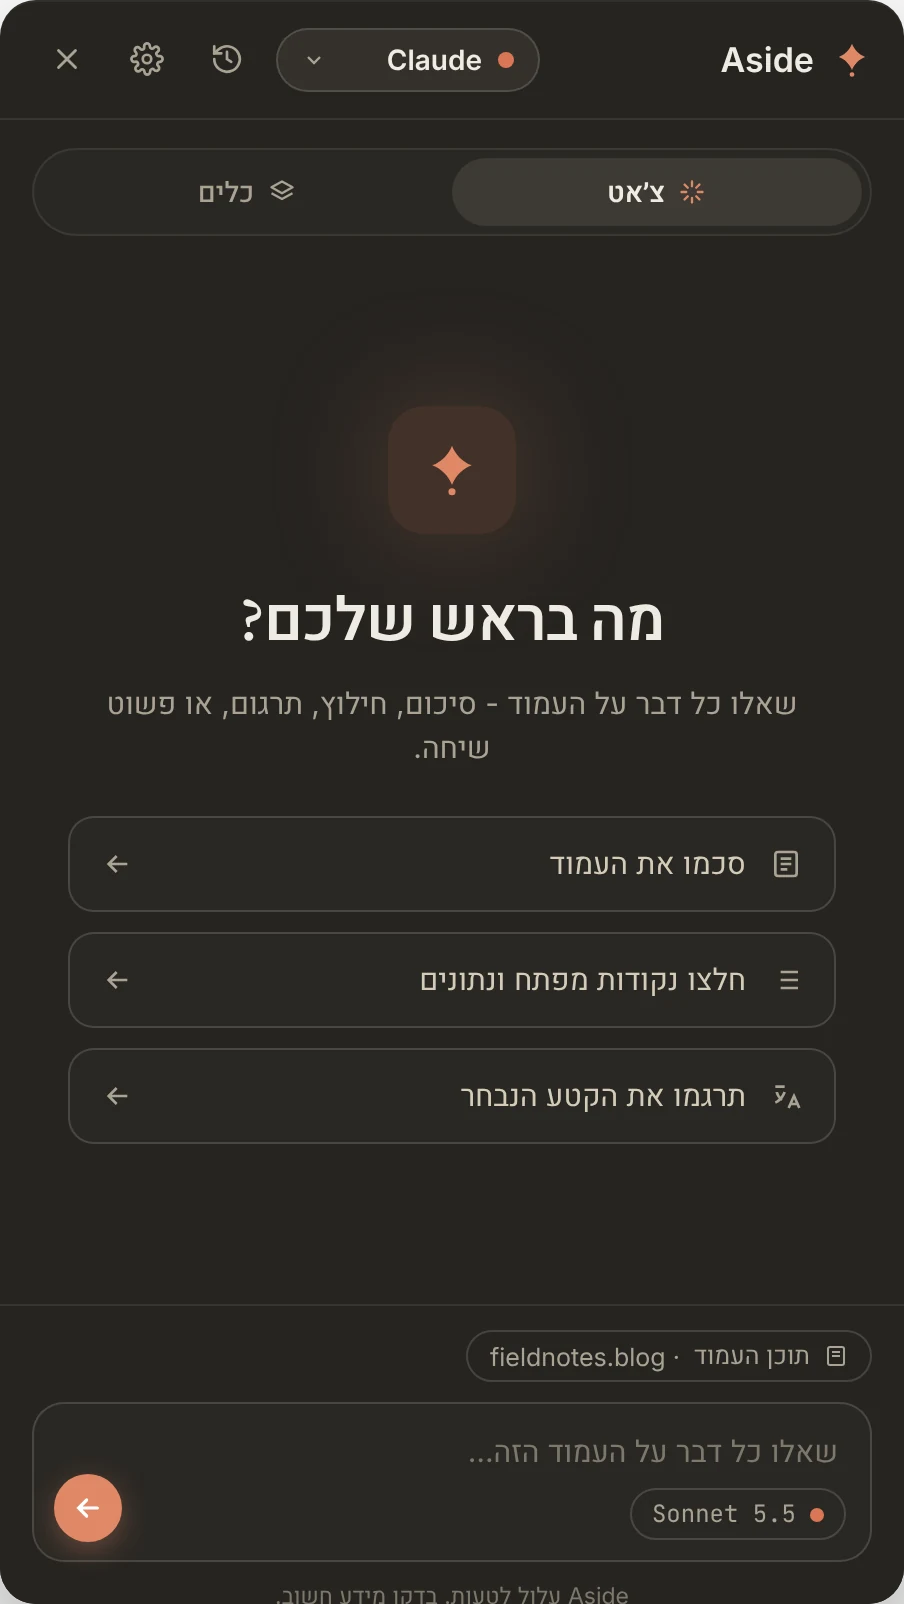 Aside
Claude
צ'אט
כלים
מה בראש שלכם?
שאלו כל דבר על העמוד - סיכום, חילוץ, תרגום, או פשוט
שיחה.
סכמו את העמוד
חלצו נקודות מפתח ונתונים
תרגמו את הקטע הנבחר
תוכן העמוד · fieldnotes.blog
שאלו כל דבר על העמוד הזה...
Sonnet 5.5
Aside עלול לטעות. בדקו מידע חשוב.